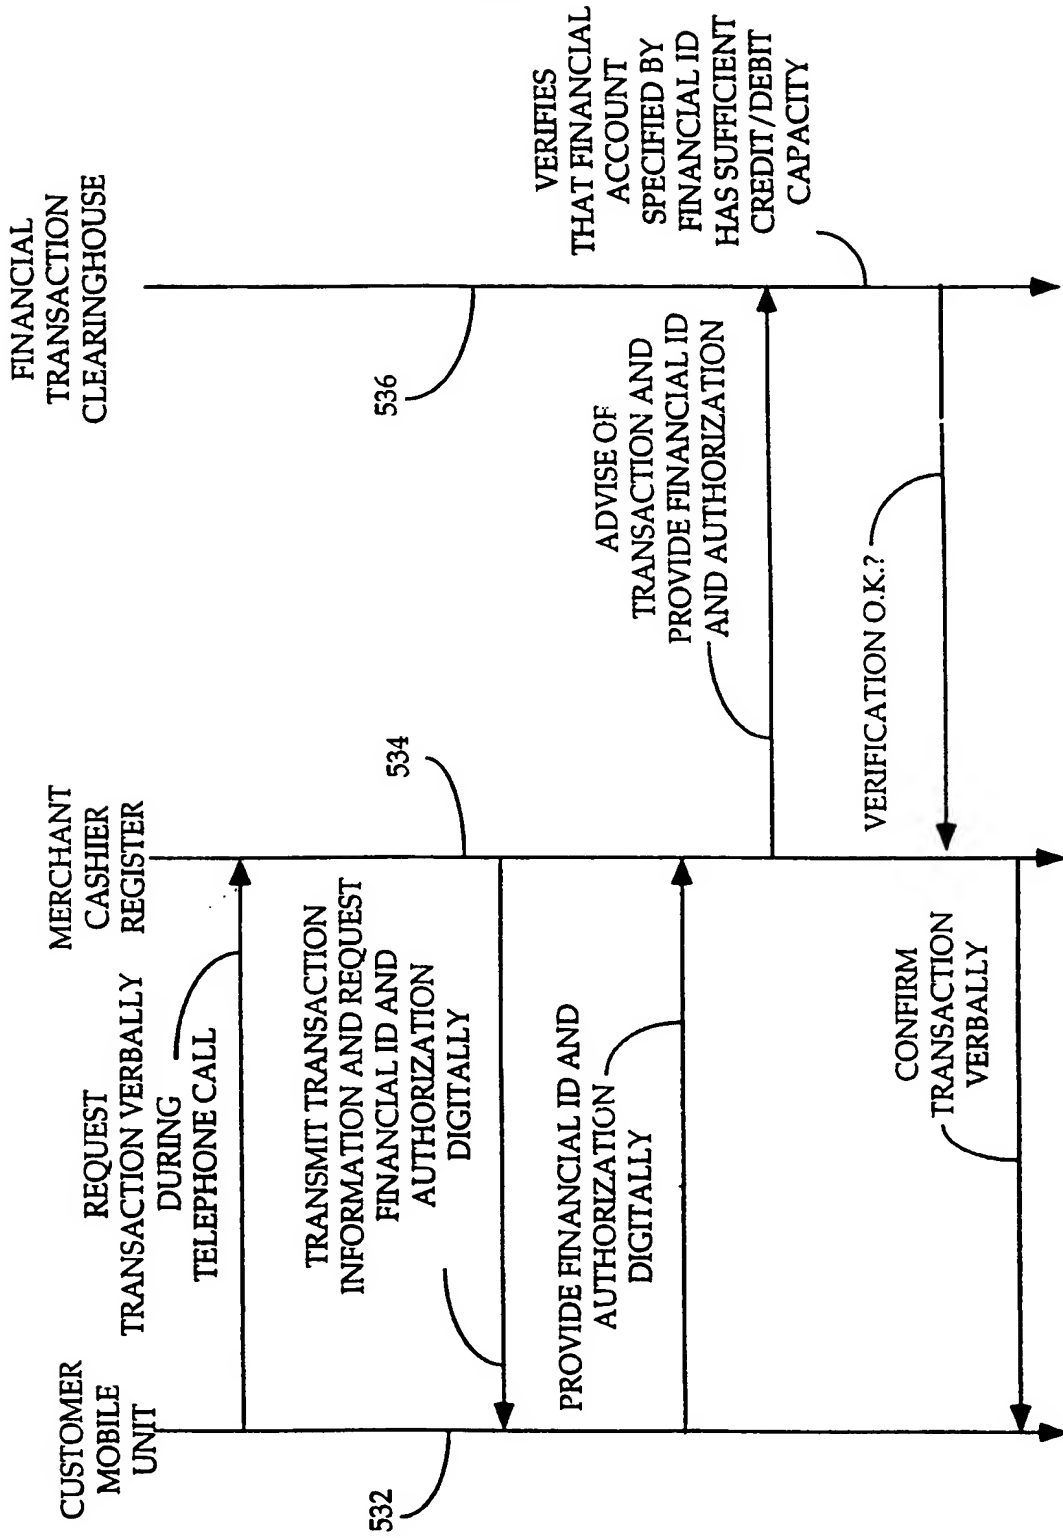 CUSTOMER
MOBILE
UNIT
MERCHANT
CASHIER
REGISTER
FINANCIAL
TRANSACTION
CLEARINGHOUSE
REQUEST
TRANSACTION VERBALLY
DURING
TELEPHONE CALL
532
534
536
TRANSMIT TRANSACTION
INFORMATION AND REQUEST
FINANCIAL ID AND
AUTHORIZATION
DIGITALLY
PROVIDE FINANCIAL ID AND
AUTHORIZATION
DIGITALLY
ADVISE OF
TRANSACTION AND
PROVIDE FINANCIAL ID
AND AUTHORIZATION
VERIFIES
THAT FINANCIAL
ACCOUNT
SPECIFIED BY
FINANCIAL ID
HAS SUFFICIENT
CREDIT/DEBIT
CAPACITY
VERIFICATION O.K.?
CONFIRM
TRANSACTION
VERBALLY